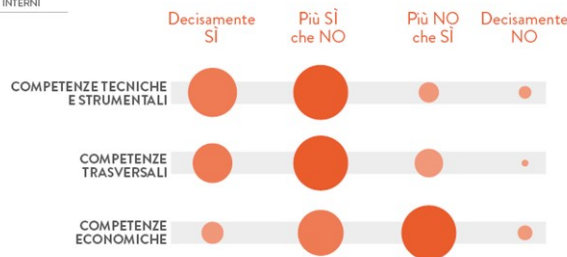 INTERNI
Decisamente
SÌ
Più SÌ
che NO
Più NO
che SÌ
Decisamente
NO
COMPETENZE TECNICHE
E STRUMENTALI
COMPETENZE
TRASVERSALI
COMPETENZE
ECONOMICHE